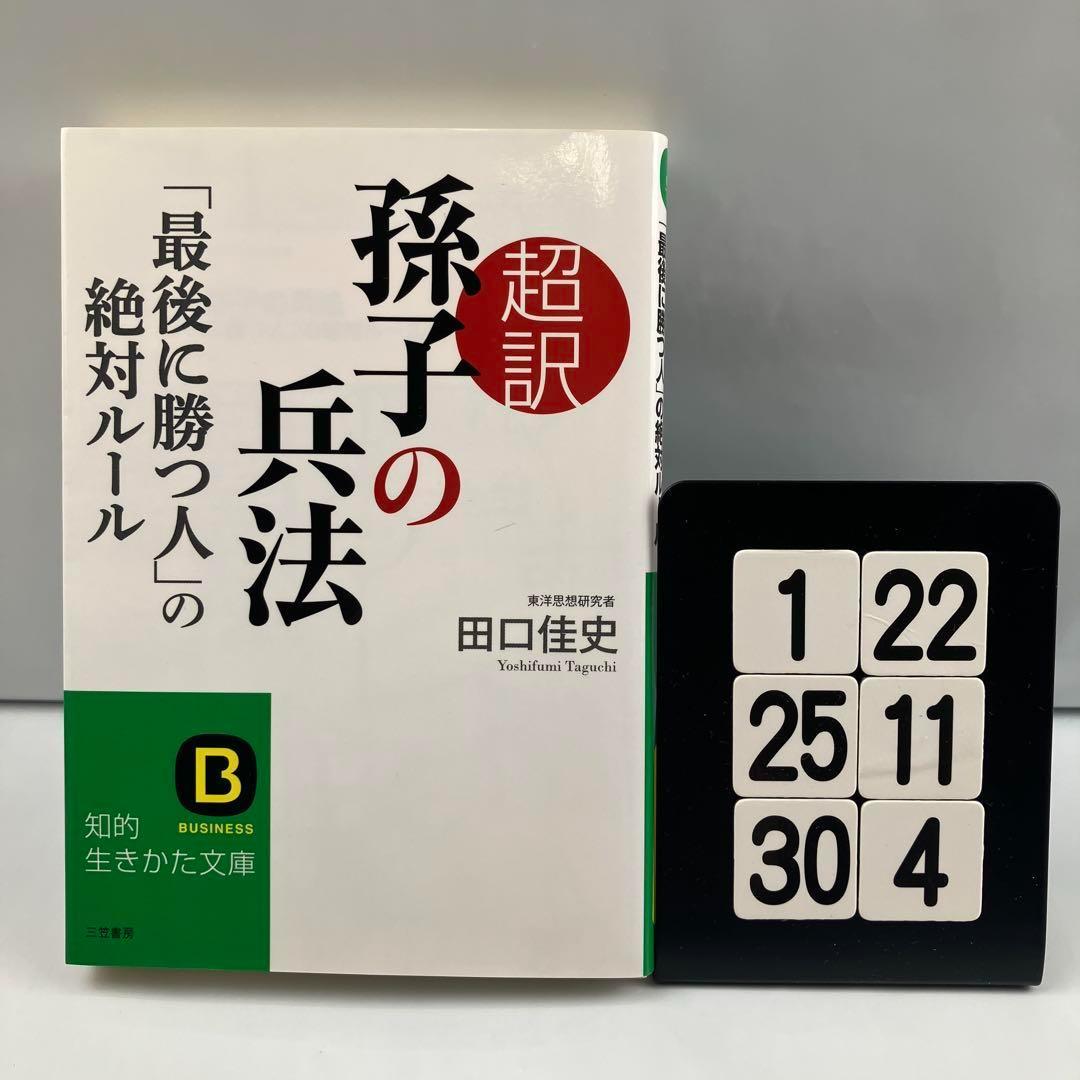 超訳
孫子の
兵法
「最後に勝つ人」の
絶対ルール
東洋思想研究者
田口佳史
Yoshifumi Taguchi
B
BUSINESS
知的
生きかた文庫
三笠書房
「最後に勝つ人」の絶対ル
1 22
25 11
30 4